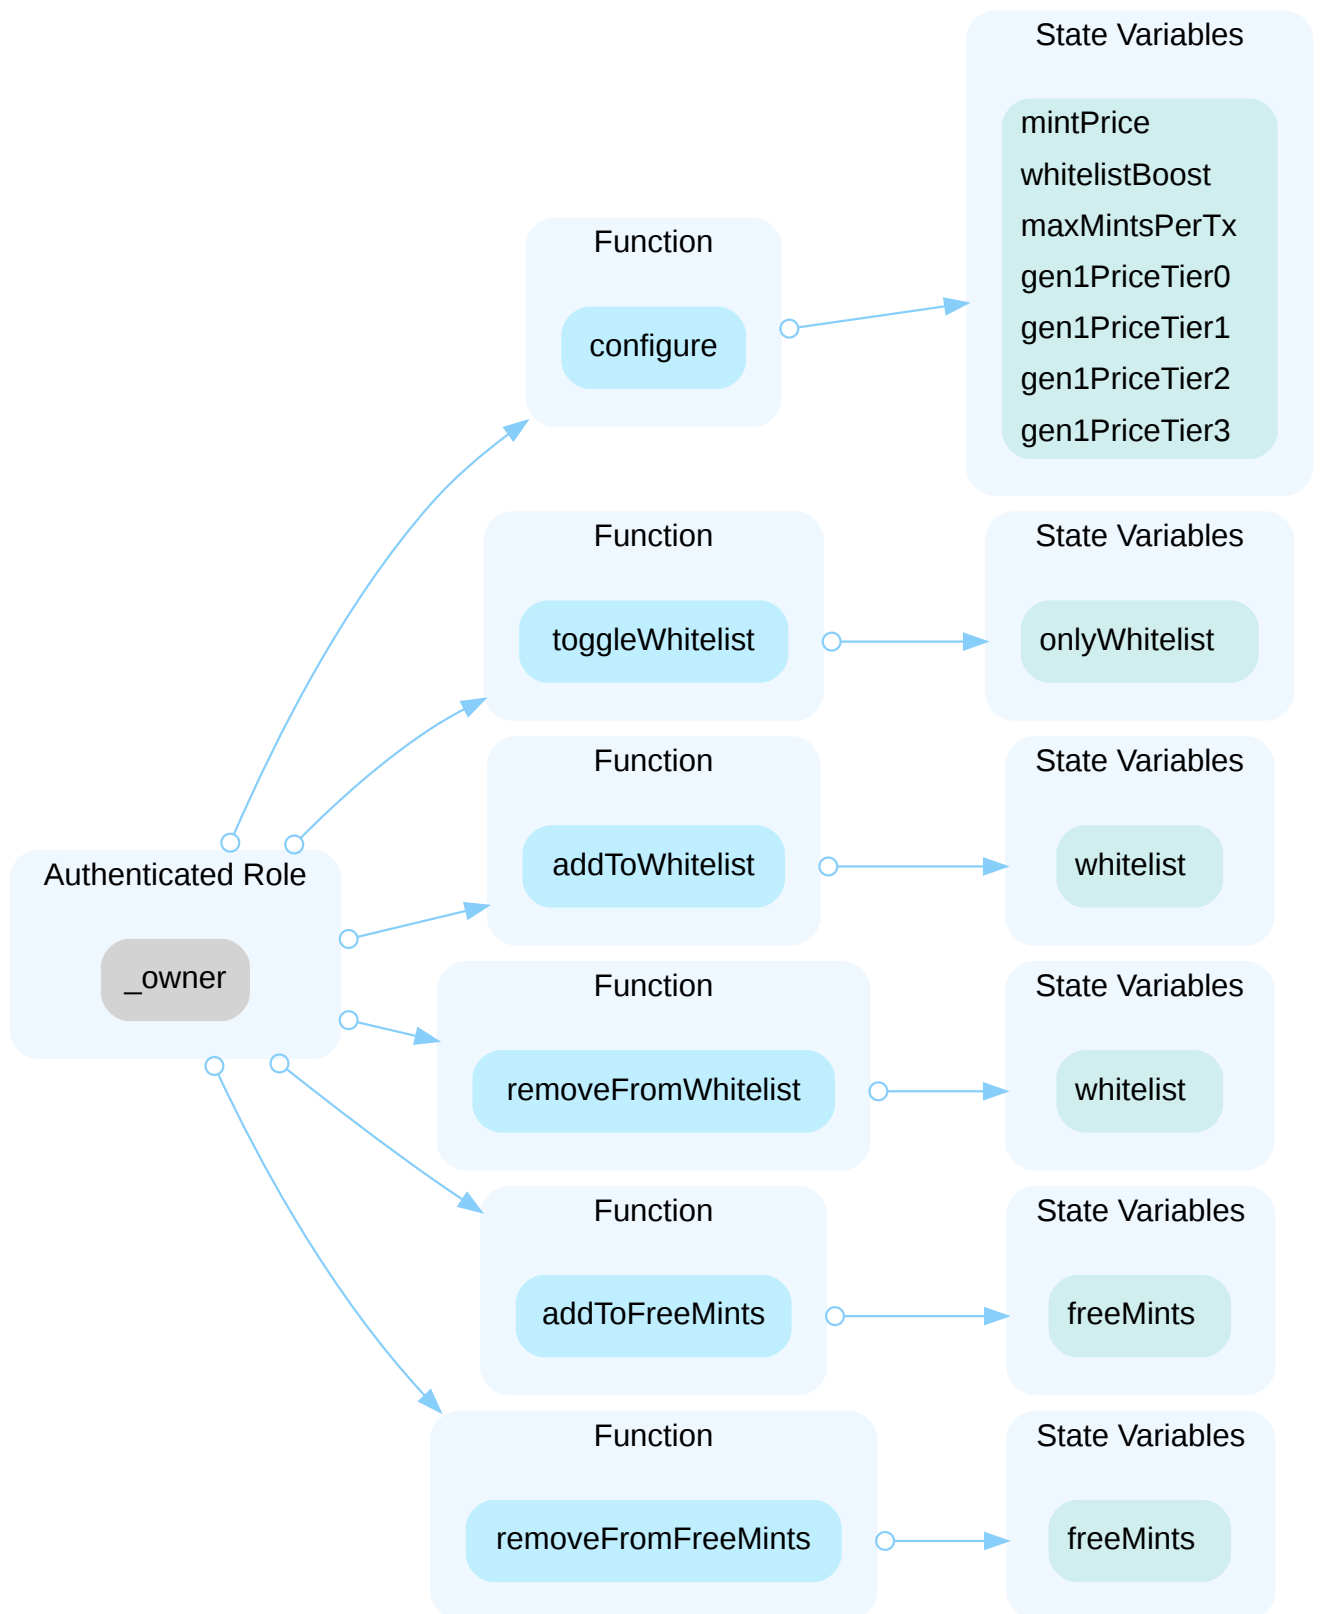 State Variables
mintPrice
whitelistBoost
maxMintsPerTx
gen1PriceTier0
gen1PriceTier1
gen1PriceTier2
gen1PriceTier3
Function
configure
Function
toggleWhitelist
State Variables
onlyWhitelist
Function
addToWhitelist
State Variables
whitelist
Authenticated Role
_owner
Function
removeFromWhitelist
State Variables
whitelist
Function
addToFreeMints
State Variables
freeMints
Function
removeFromFreeMints
State Variables
freeMints